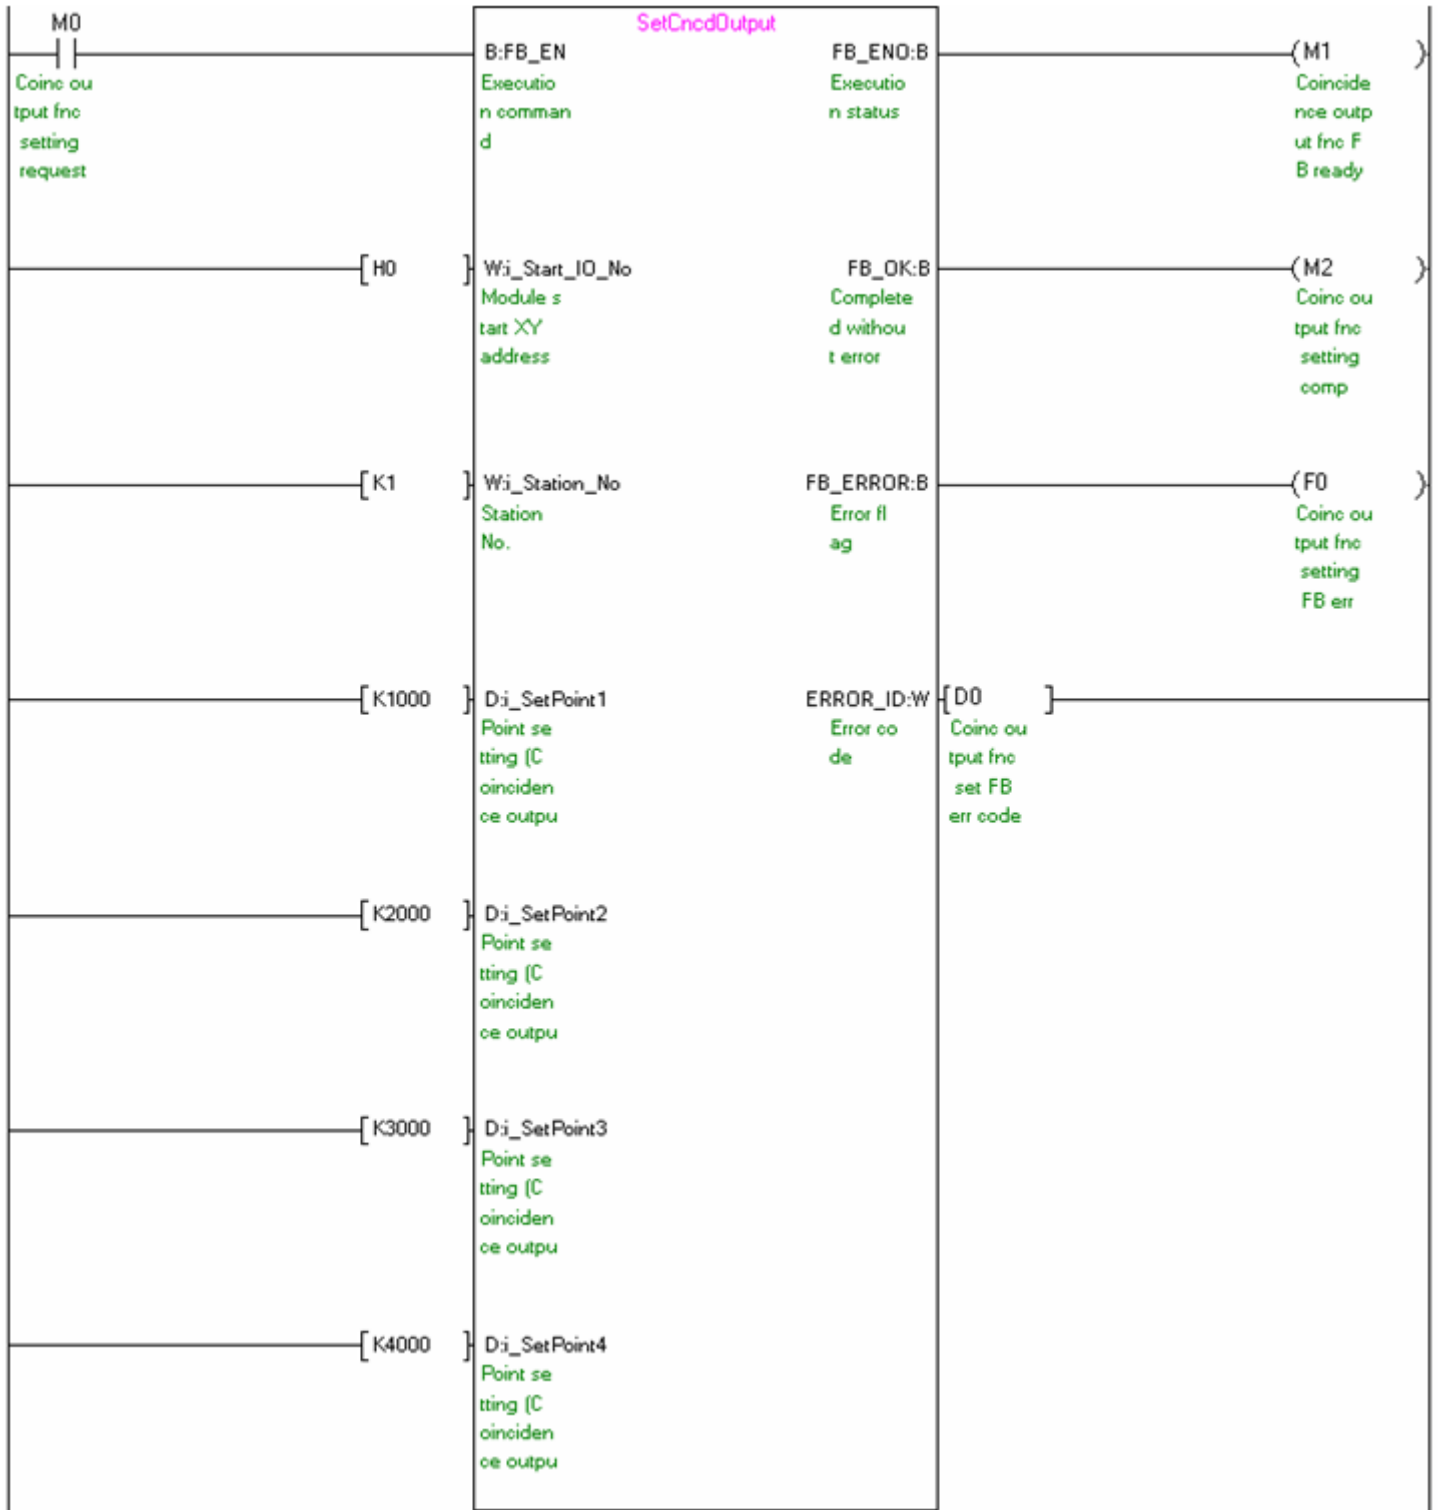 M0
SetCncdOutput
B:FB_EN
FB_ENO:B
(M1 )
Coinc ou
tput fnc
setting
request
Executio
n comman
d
Executio
n status
Coincide
nce outp
ut fnc F
B ready
[ H0 ]
W:i_Start_IO_No
FB_OK:B
(M2 )
Module s
tart XY
address
Complete
d withou
t error
Coinc ou
tput fnc
setting
comp
[ K1 ]
W:i_Station_No
FB_ERROR:B
(F0 )
Station
No.
Error fl
ag
Coinc ou
tput fnc
setting
FB err
[ K1000 ]
D:i_SetPoint1
ERROR_ID:W
[ D0 ]
Point se
tting (C
oinciden
ce outpu
Error co
de
Coinc ou
tput fnc
set FB
err code
[ K2000 ]
D:i_SetPoint2
Point se
tting (C
oinciden
ce outpu
[ K3000 ]
D:i_SetPoint3
Point se
tting (C
oinciden
ce outpu
[ K4000 ]
D:i_SetPoint4
Point se
tting (C
oinciden
ce outpu